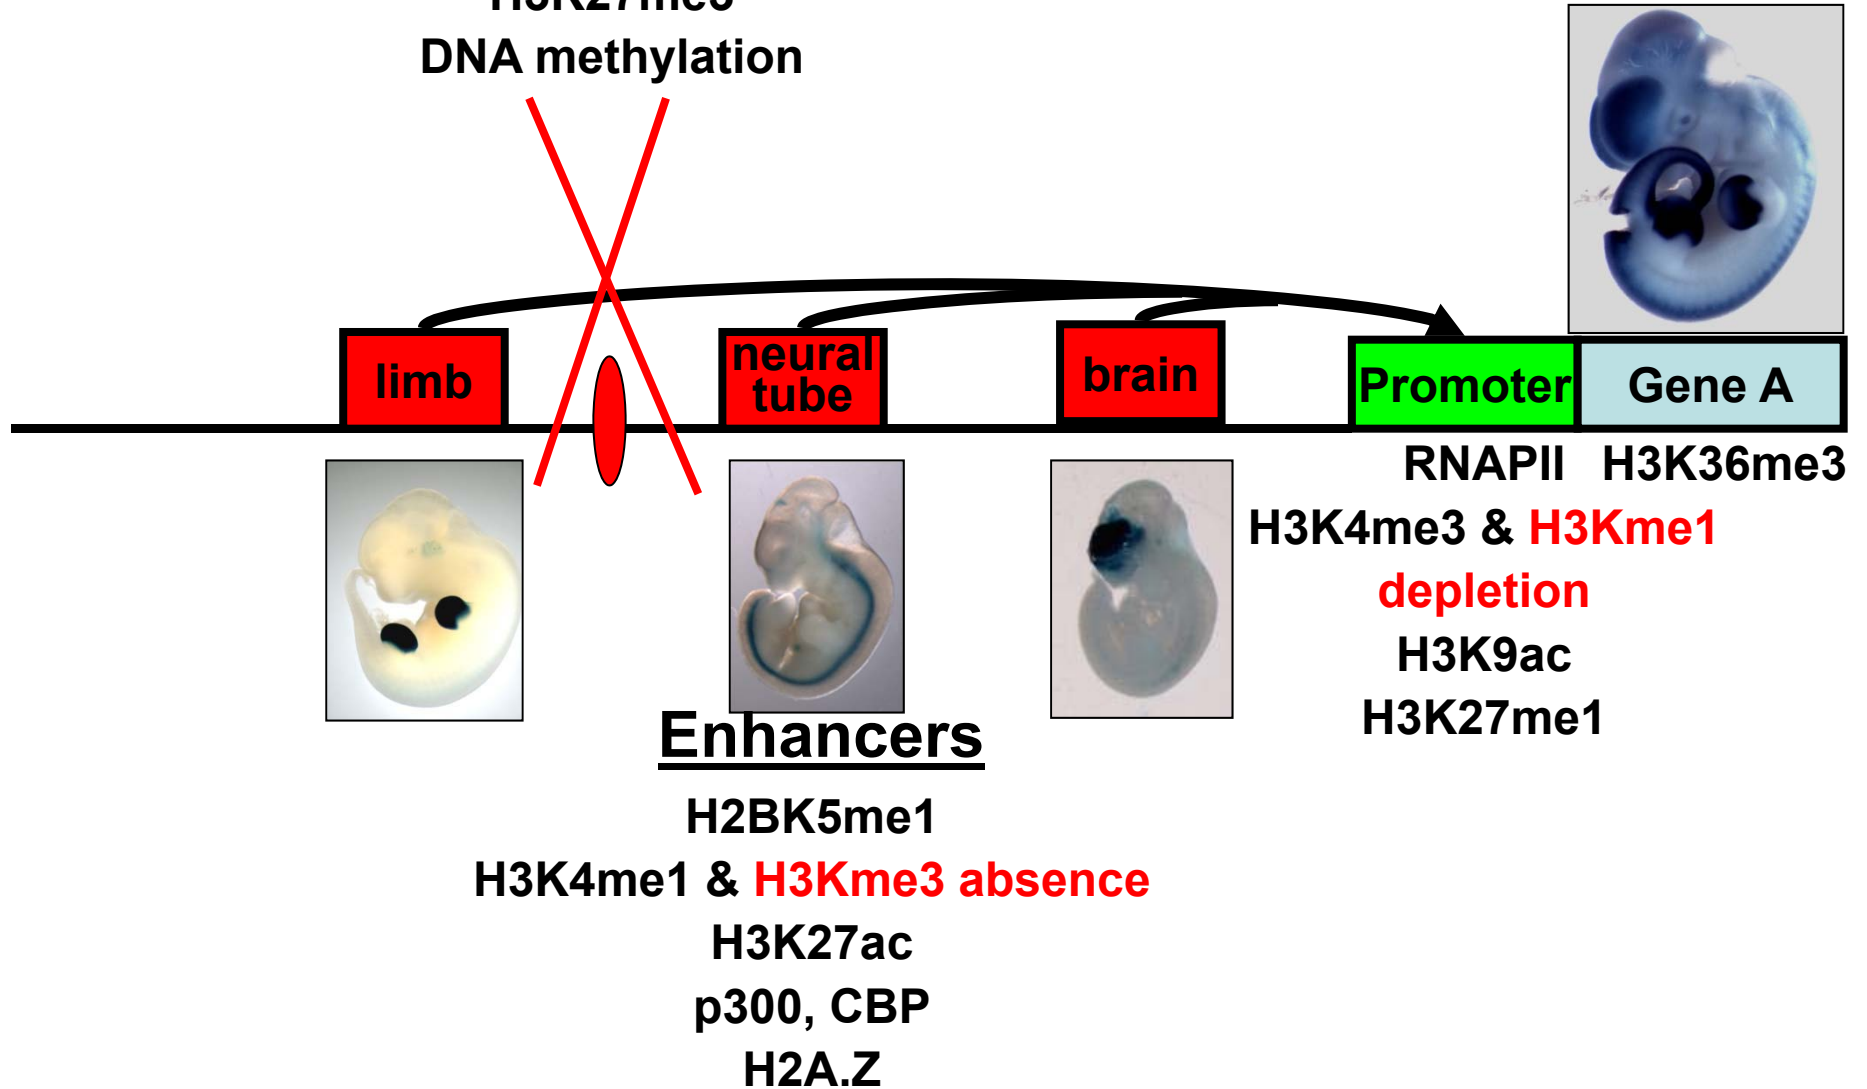 H3K27me3
DNA methylation
limb
neural
tube
brain
Promoter
Gene A
RNAPII H3K36me3
H3K4me3 & H3Kme1
depletion
H3K9ac
H3K27me1
Enhancers
H2BK5me1
H3K4me1 & H3Kme3 absence
H3K27ac
p300, CBP
H2A.Z